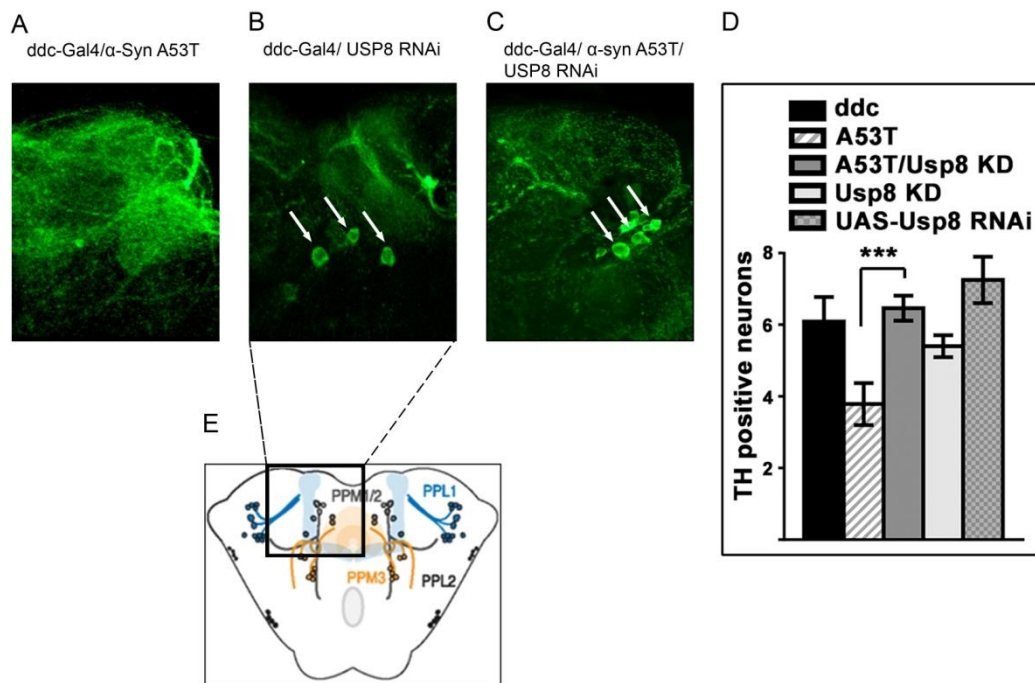 A
ddc-Gal4/α-Syn A53T
B
ddc-Gal4/ USP8 RNAi
C
ddc-Gal4/ α-syn A53T/
USP8 RNAi
D
ddc
A53T
A53T/Usp8 KD
Usp8 KD
UAS-Usp8 RNAi
***
8
6
4
2
TH positive neurons
E
PPM1/2
PPL1
PPM3
PPL2